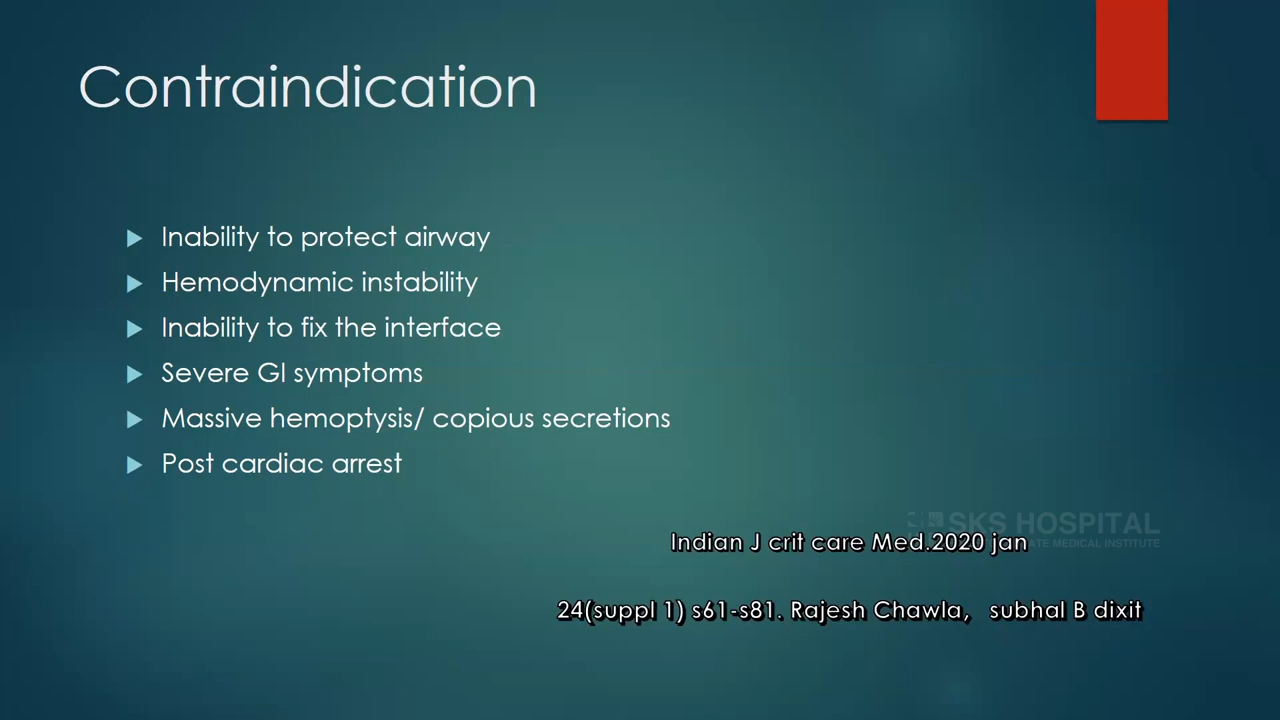 Contraindication
Inability to protect airway
Hemodynamic instability
Inability to fix the interface
Severe GI symptoms
Massive hemoptysis/ copious secretions
Post cardiac arrest
SKS HOSPITAL
Indian J crit care Med.2020 jan
MEDICAL INSTITUTE
24(suppl 1) s61-s81. Rajesh Chawla, subhal B dixit